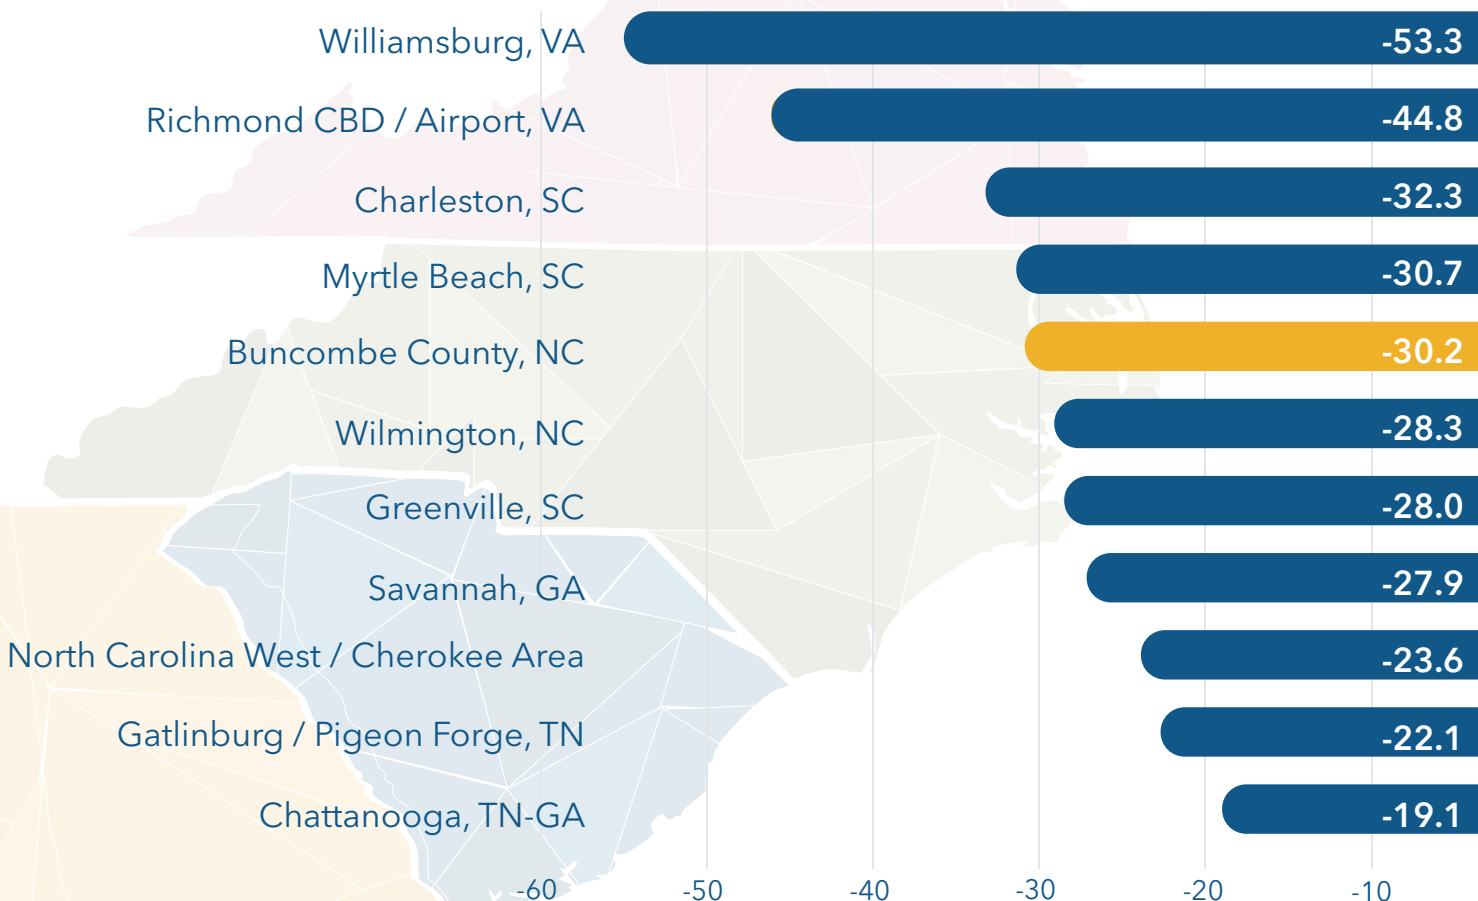 Williamsburg, VA -53.3
Richmond CBD / Airport, VA -44.8
Charleston, SC -32.3
Myrtle Beach, SC -30.7
Buncombe County, NC -30.2
Wilmington, NC -28.3
Greenville, SC -28.0
Savannah, GA -27.9
North Carolina West / Cherokee Area -23.6
Gatlinburg / Pigeon Forge, TN -22.1
Chattanooga, TN-GA -19.1
-60 -50 -40 -30 -20 -10